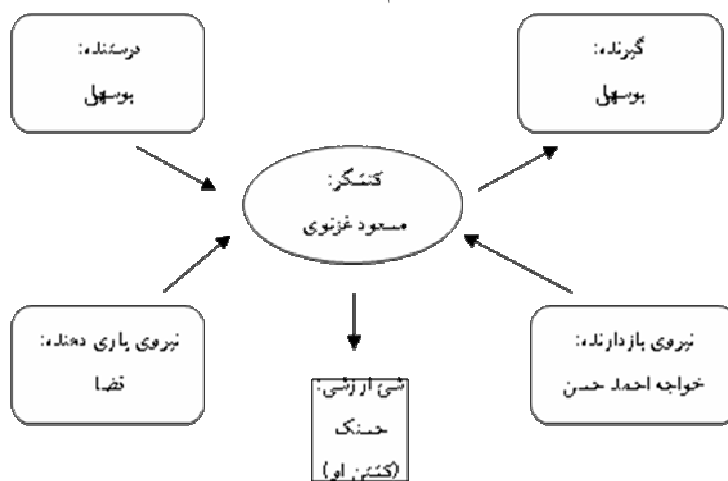 گیرنده:
بوسهل
فرستنده:
بوسهل
کنشگر:
مسعود غزنوی
نیروی بازدارنده:
خواجه احمد حسن
نیروی یاری دهنده:
قضا
شئ ارزشی:
حسنک
(کشتن او)